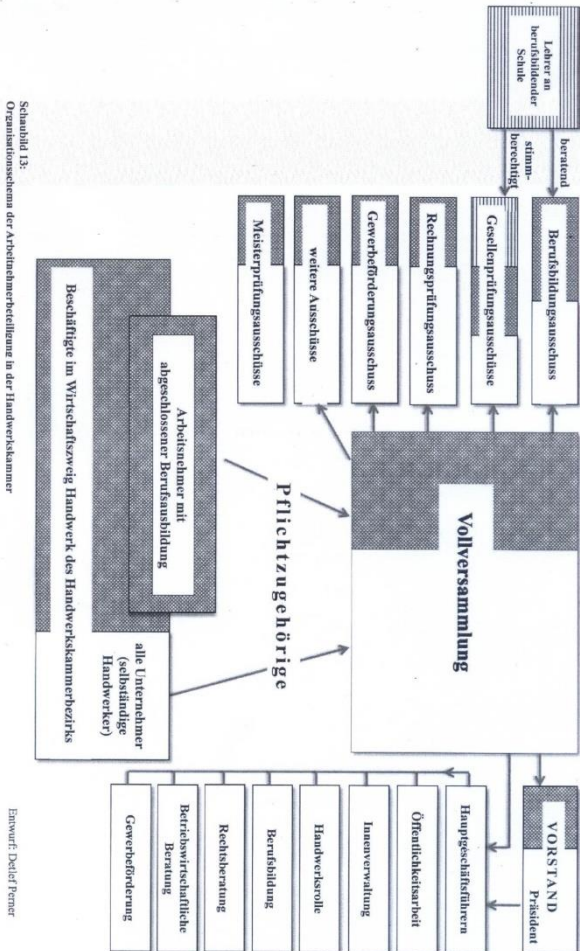 Lehrer an
berufsbildender
Schule
beratend
stimm-
berechtigt
Berufsbildungsausschuss
Gesellenprüfungsausschüsse
Rechnungsprüfungsausschuss
Gewerbeförderungsausschuss
weitere Ausschüsse
Meisterprüfungsausschüsse
Vollversammlung
VORSTAND
Präsident
Hauptgeschäftsführern
Öffentlichkeitsarbeit
Innenverwaltung
Handwerksrolle
Berufsbildung
Rechtsberatung
Betriebswirtschaftliche
Beratung
Gewerbeförderung
Pflichtzugehörige
Arbeitsnehmer mit
abgeschlossener Berufsausbildung
alle Unternehmer
(selbständige
Handwerker)
Beschäftigte im Wirtschaftszweig Handwerk des Handwerkskammerbezirks
Schaubild 13:
Organisationsschema der Arbeitnehmerbeteiligung in der Handwerkskammer
Entwurf: Detlef Perner